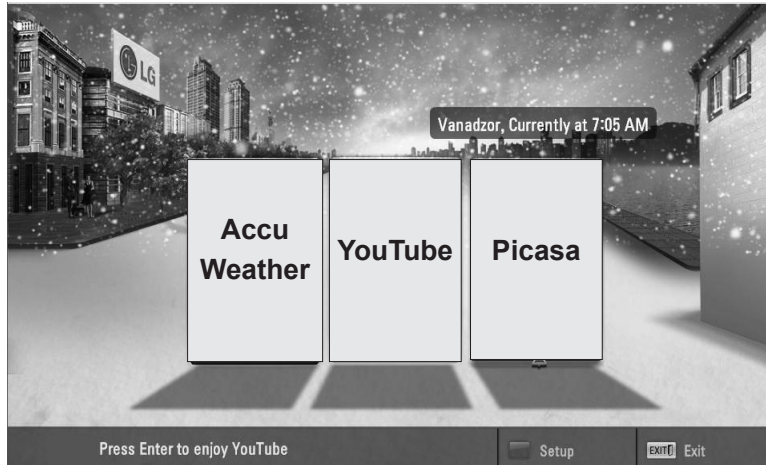 LG
Vanadzor, Currently at 7:05 AM
Accu
Weather
YouTube
Picasa
Press Enter to enjoy YouTube
Setup
EXIT Exit